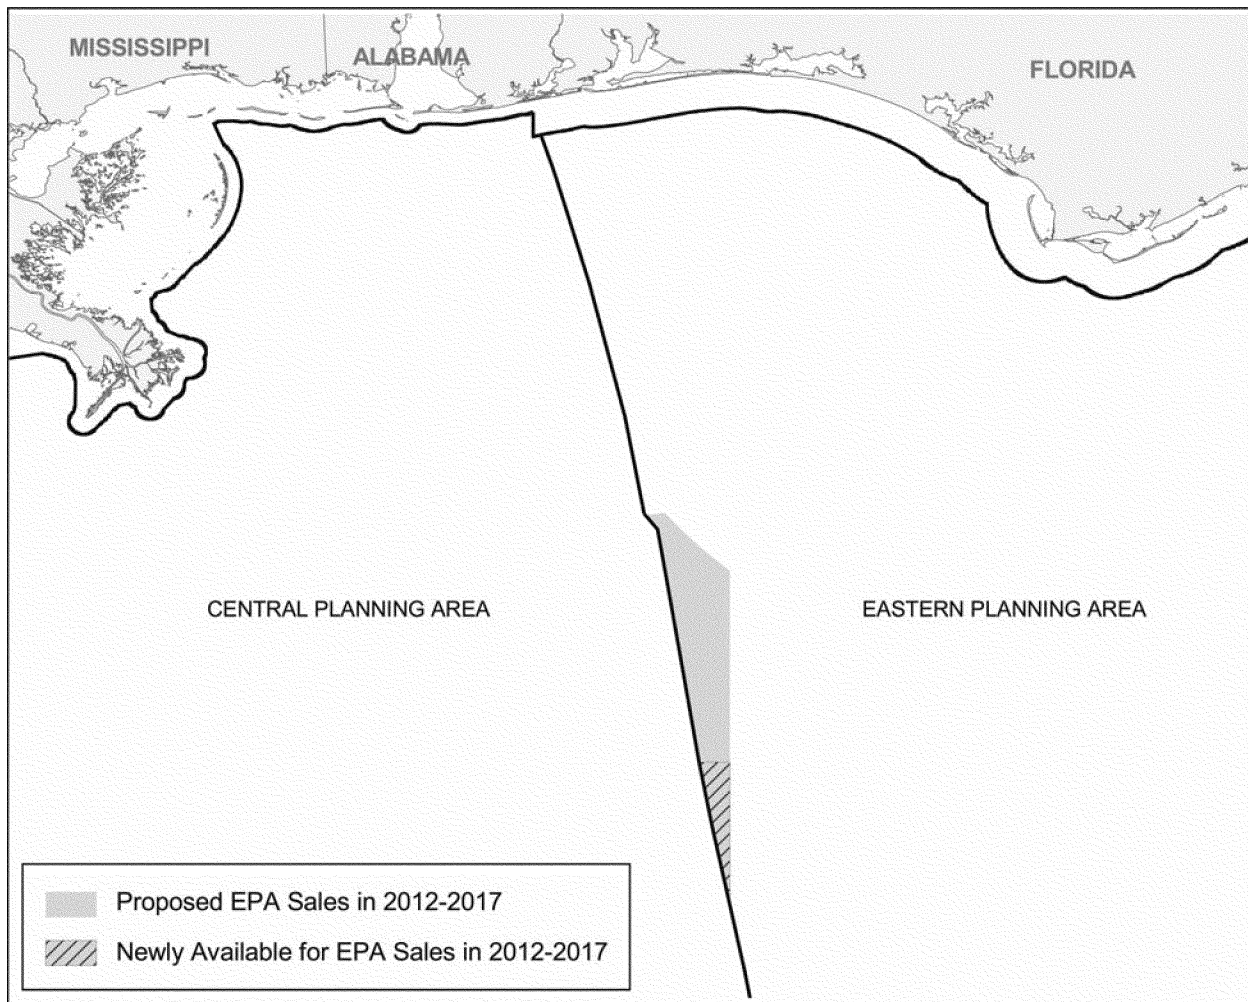 MISSISSIPPI
ALABAMA
FLORIDA
CENTRAL PLANNING AREA
EASTERN PLANNING AREA
Proposed EPA Sales in 2012-2017
Newly Available for EPA Sales in 2012-2017